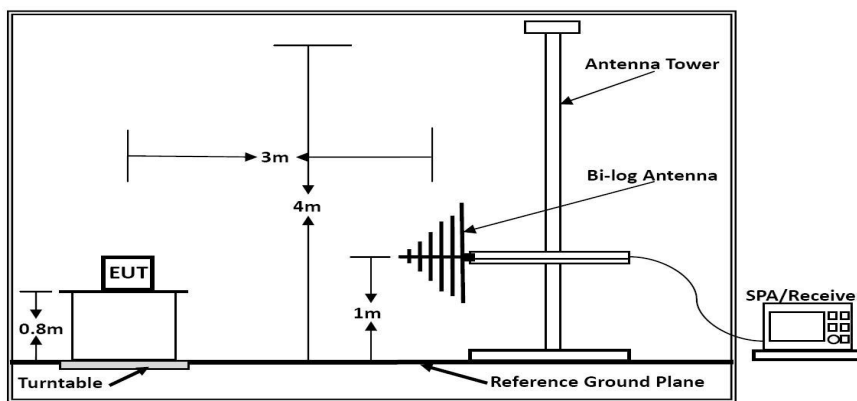 Antenna Tower
3m
Bi-log Antenna
4m
EUT
SPA/Receive
0.8m
1m
Turntable
Reference Ground Plane